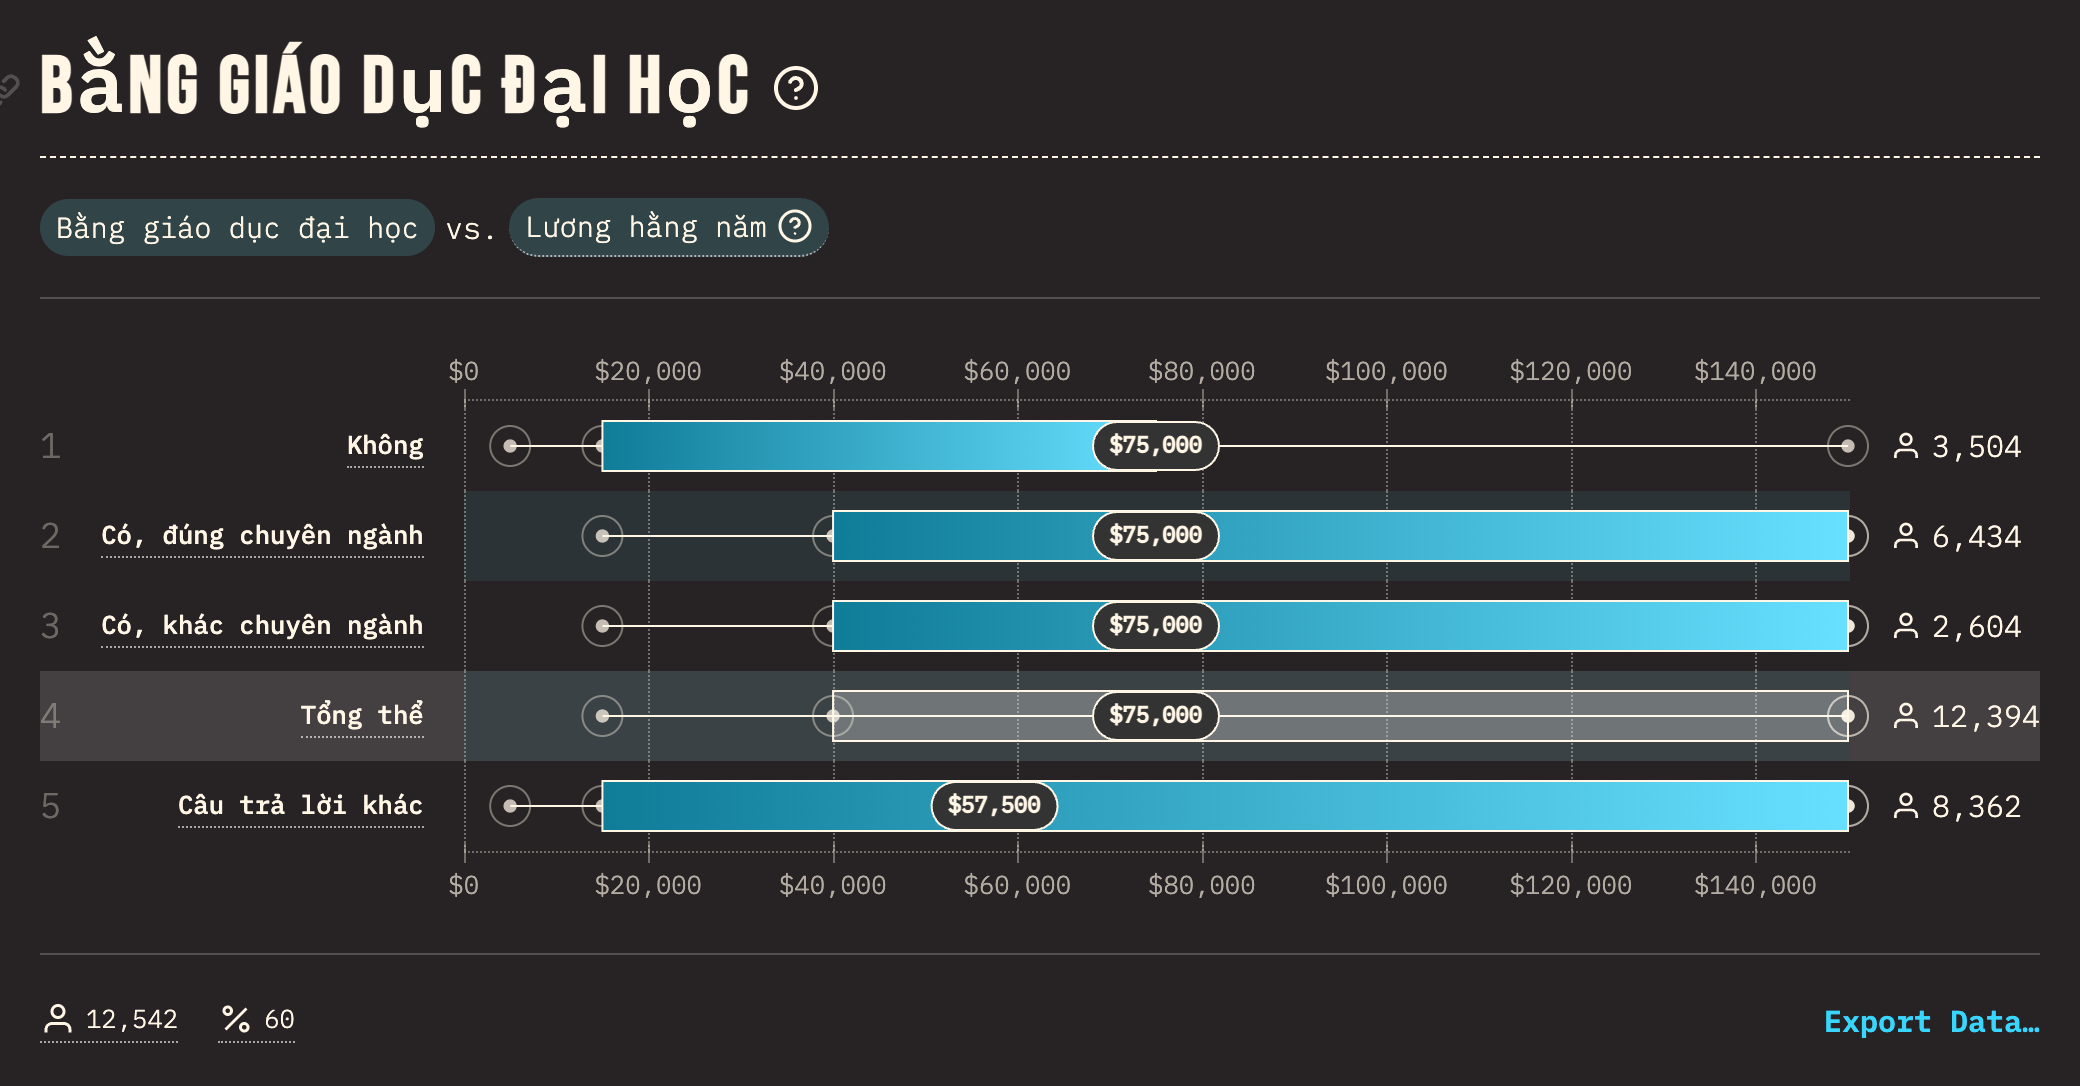 BẰNG GIÁO DỤC ĐẠI HỌC
Bằng giáo dục đại học vs. Lương hằng năm
$0 $20,000 $40,000 $60,000 $80,000 $100,000 $120,000 $140,000
1 Không $75,000 3,504
2 Có, đúng chuyên ngành $75,000 6,434
3 Có, khác chuyên ngành $75,000 2,604
4 Tổng thể $75,000 12,394
5 Câu trả lời khác $57,500 8,362
$0 $20,000 $40,000 $60,000 $80,000 $100,000 $120,000 $140,000
12,542 % 60 Export Data…